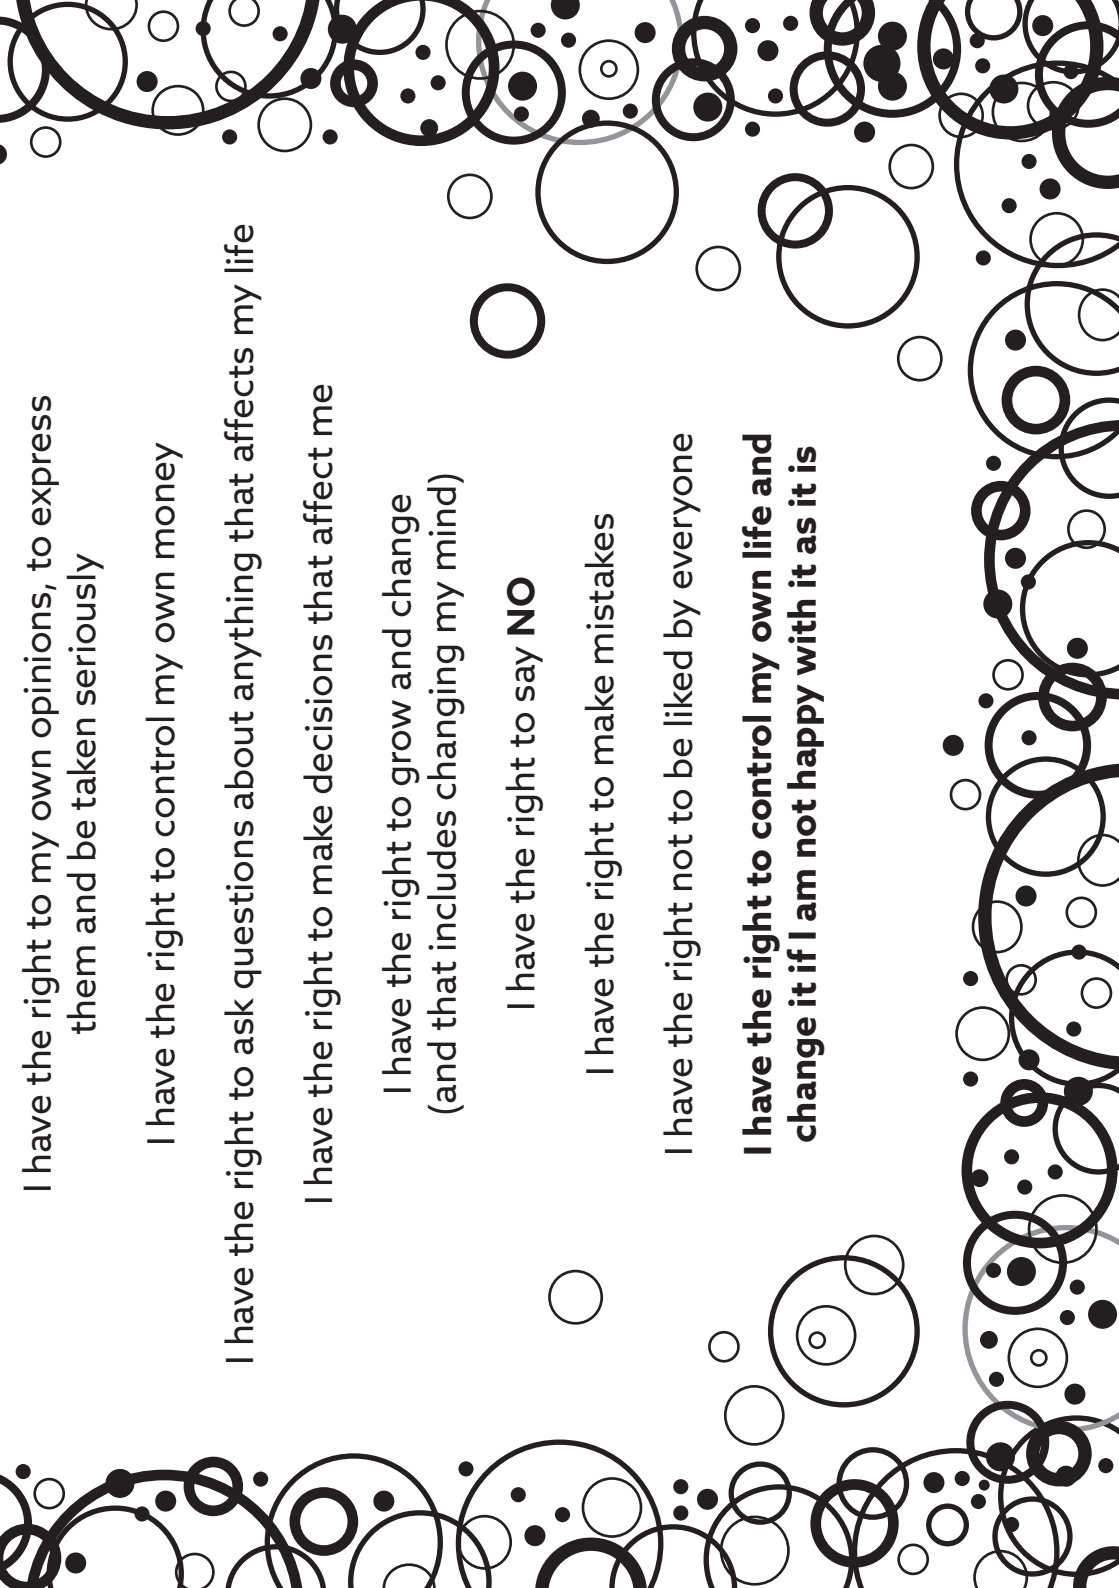 I have the right to my own opinions, to express
them and be taken seriously
I have the right to control my own money
I have the right to ask questions about anything that affects my life
I have the right to make decisions that affect me
I have the right to grow and change
(and that includes changing my mind)
I have the right to say NO
I have the right to make mistakes
I have the right not to be liked by everyone
I have the right to control my own life and
change it if I am not happy with it as it is